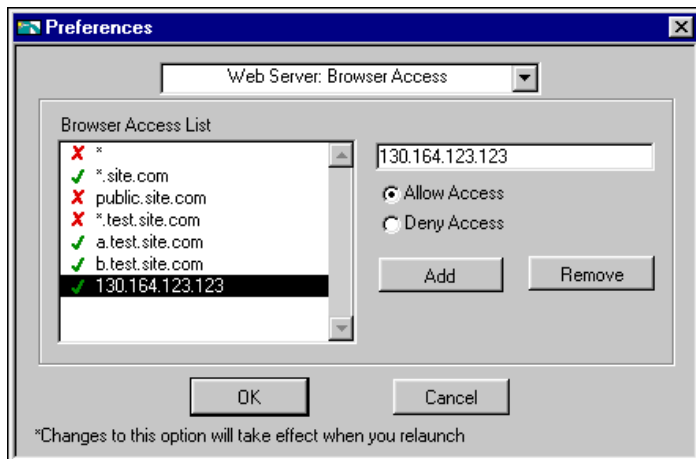 Preferences
Web Server: Browser Access
Browser Access List
*
*.site.com
public.site.com
*.test.site.com
a.test.site.com
b.test.site.com
130.164.123.123
130.164.123.123
Allow Access
Deny Access
Add Remove
OK Cancel
*Changes to this option will take effect when you relaunch